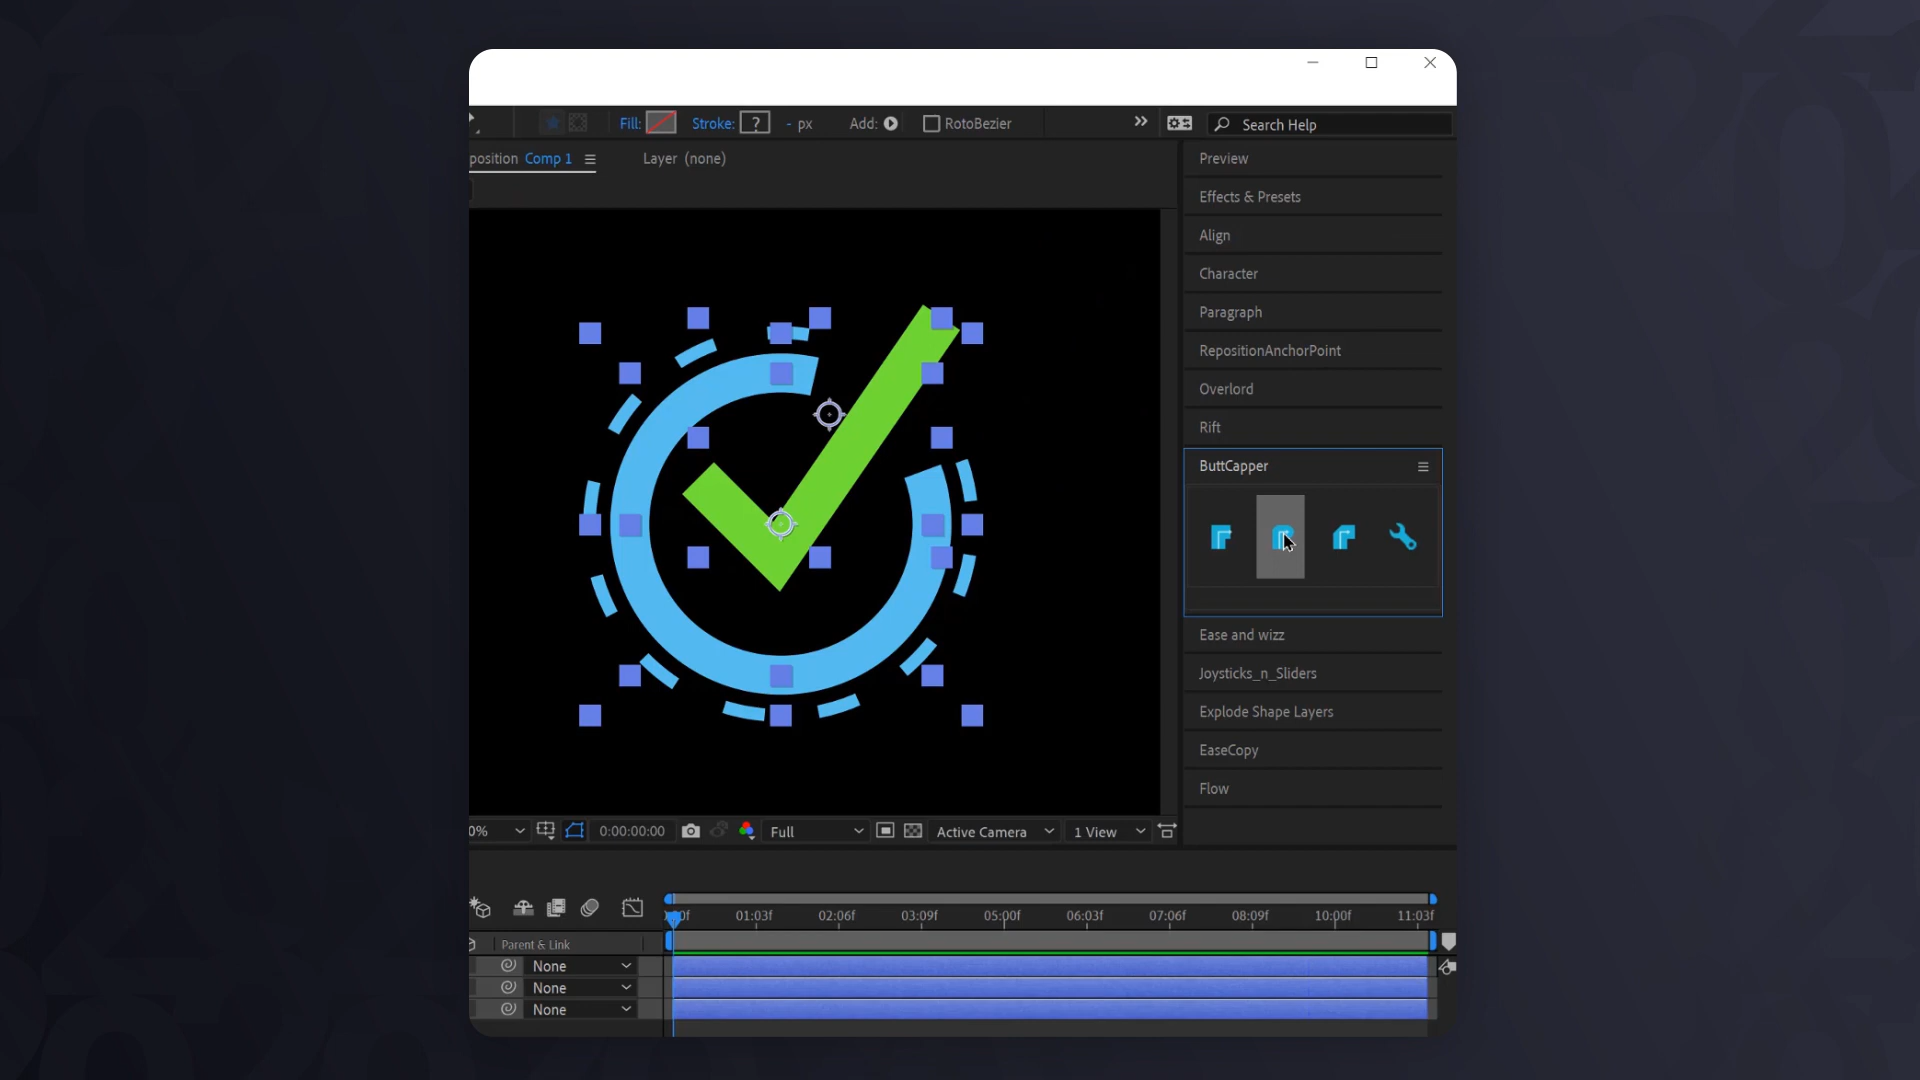 Fill:
Stroke:
?
- px
Add:
RotoBezier
Search Help
position Comp 1
Layer (none)
Preview
Effects & Presets
Align
Character
Paragraph
RepositionAnchorPoint
Overlord
Rift
ButtCapper
Ease and wizz
Joysticks_n_Sliders
Explode Shape Layers
EaseCopy
Flow
0%
0:00:00:00
Full
Active Camera
1 View
01:03f
02:06f
03:09f
05:00f
06:03f
07:06f
08:09f
10:00f
11:03f
Parent & Link
None
None
None